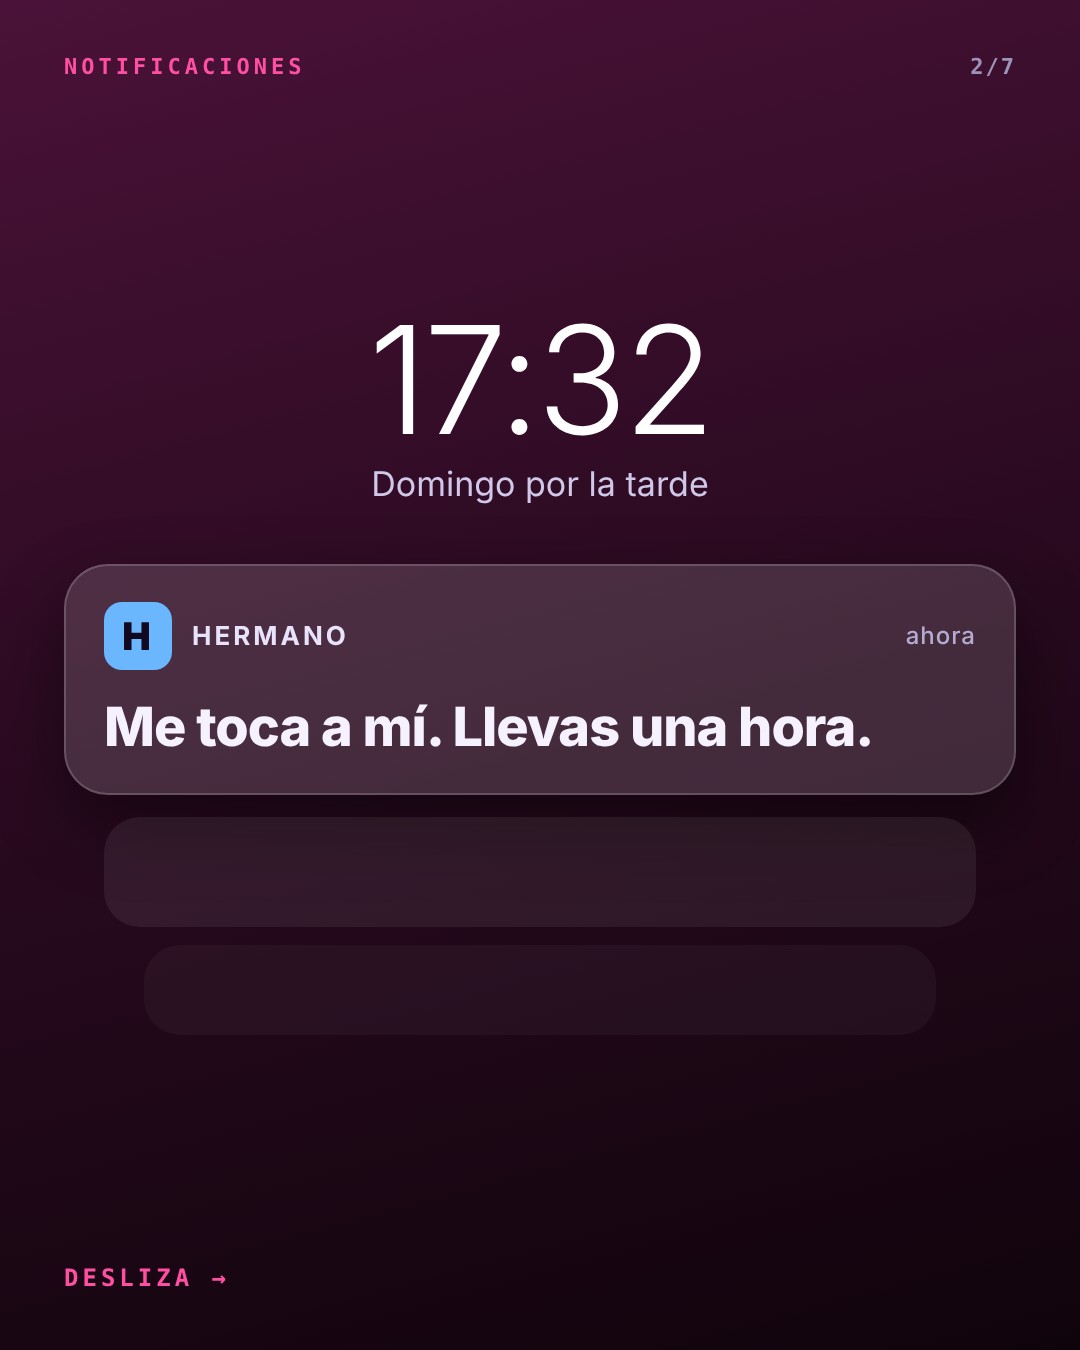 NOTIFICACIONES
2/7
17:32
Domingo por la tarde
H
HERMANO
ahora
Me toca a mí. Llevas una hora.
DESLIZA →